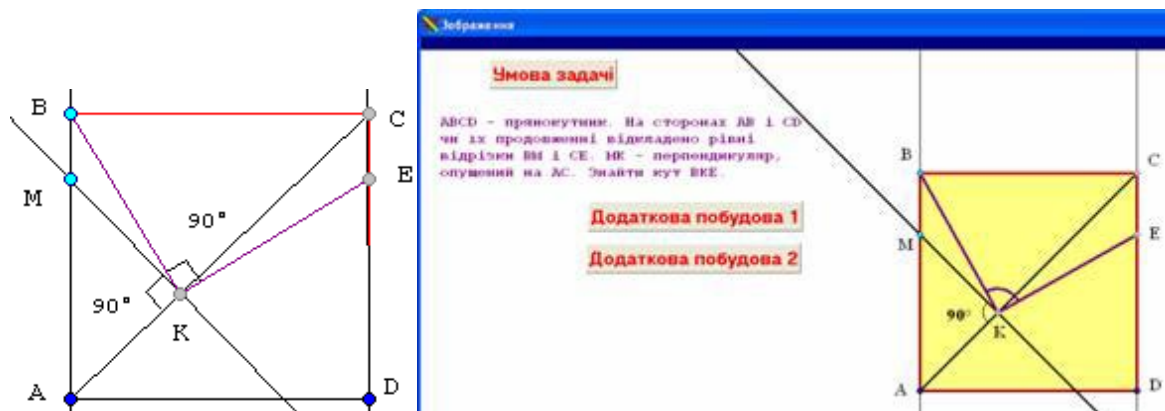 B
C
M
E
90°
90°
K
A
D
Зображення
Умова задачі
ABCD - прямокутник. На сторонах AB і CD
чи їх продовженні відкладено рівні
відрізки BM і CE. MK - перпендикуляр,
опущений на AC. Знайти кут BKE.
Додаткова побудова 1
Додаткова побудова 2
B
C
M
E
90°
K
A
D